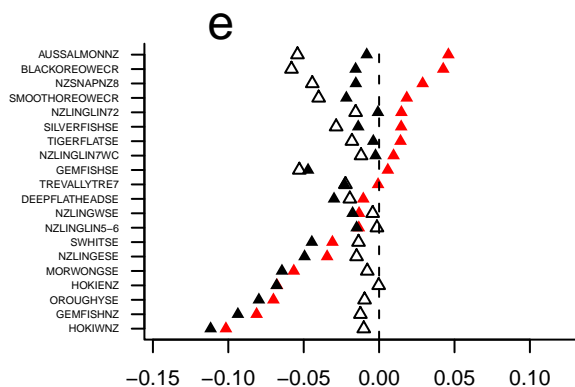 e
AUSSALMONNZ
BLACKOREOWECR
NZSNAPNZ8
SMOOTHOREOWECR
NZLINGLIN72
SILVERFISHSE
TIGERFLATSE
NZLINGLIN7WC
GEMFISHSE
TREVALLYTRE7
DEEPFLATHEADSE
NZLINGWSE
NZLINGLIN5-6
SWHITSE
NZLINGESE
MORWONGSE
HOKIENZ
OROUGHYSE
GEMFISHNZ
HOKIWNZ
−0.15 −0.10 −0.05 0.00 0.05 0.10